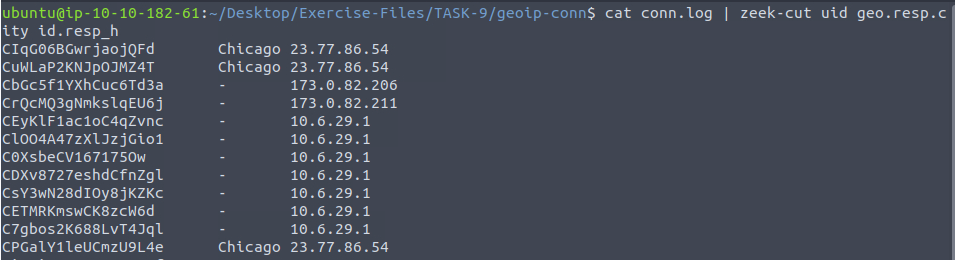 ubuntu@ip-10-10-182-61:~/Desktop/Exercise-Files/TASK-9/geoip-conn$ cat conn.log | zeek-cut uid geo.resp.c
ity id.resp_h
CIqG06BGwrjaojQFd Chicago 23.77.86.54
CuWLaP2KNJpOJMZ4T Chicago 23.77.86.54
CbGc5f1YXhCuc6Td3a - 173.0.82.206
CrQcMQ3gNmkslqEU6j - 173.0.82.211
CEyKlF1ac1oC4qZvnc - 10.6.29.1
ClOO4A47zXlJzjGio1 - 10.6.29.1
C0XsbeCV167175Ow - 10.6.29.1
CDXv8727eshdCfnZgl - 10.6.29.1
CsY3wN28dIOy8jKZKc - 10.6.29.1
CETMRKmswCK8zcW6d - 10.6.29.1
C7gbos2K688LvT4Jql - 10.6.29.1
CPGalY1leUCmzU9L4e Chicago 23.77.86.54